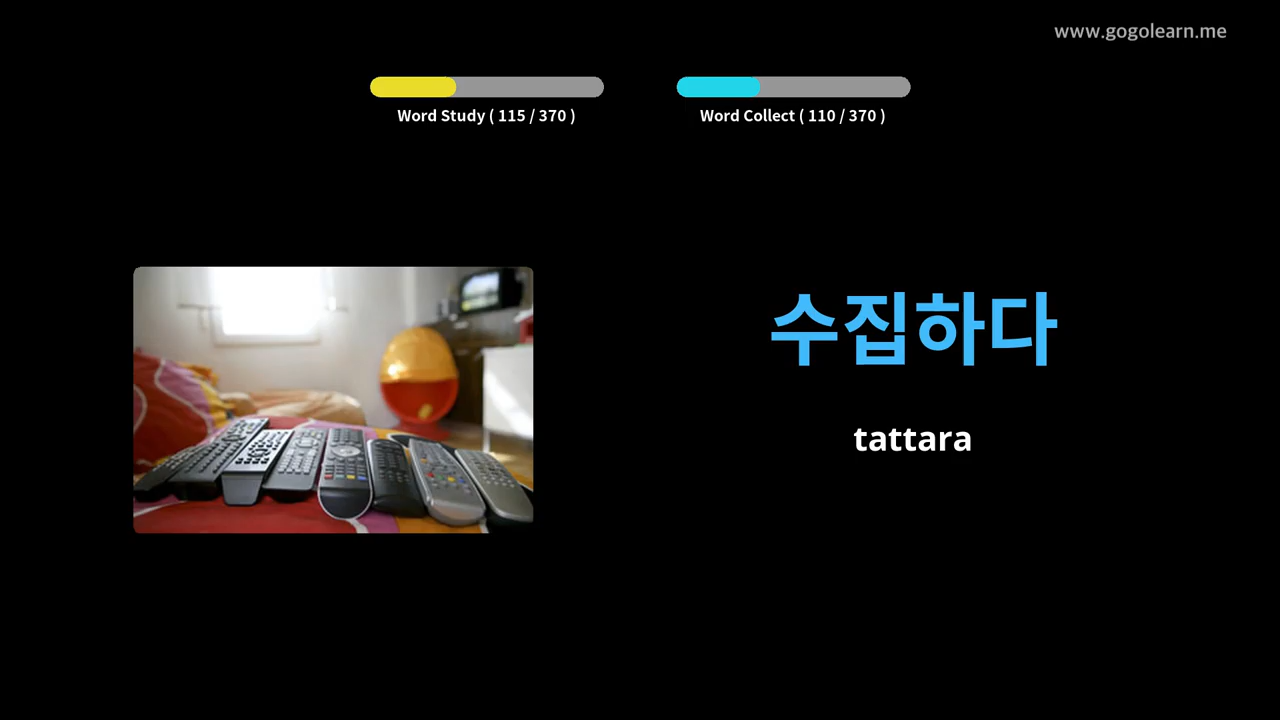 www.gogolearn.me
Word Study ( 115 / 370 )
Word Collect ( 110 / 370 )
수집하다
tattara